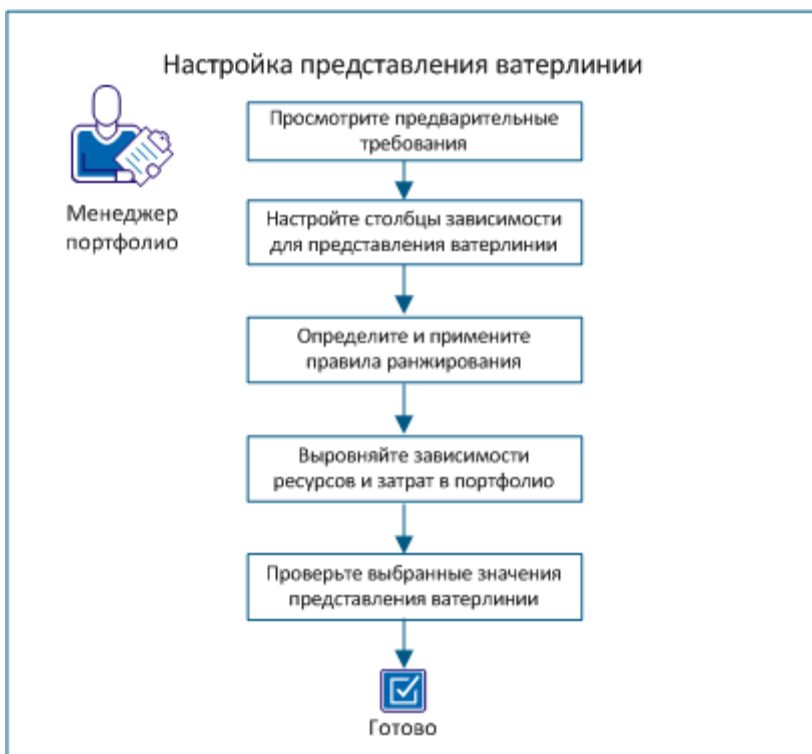 Настройка представления ватерлинии
Менеджер
портфолио
Просмотрите предварительные
требования
Настройте столбцы зависимости
для представления ватерлинии
Определите и примените
правила ранжирования
Выровняйте зависимости
ресурсов и затрат в портфолио
Проверьте выбранные значения
представления ватерлинии
Готово